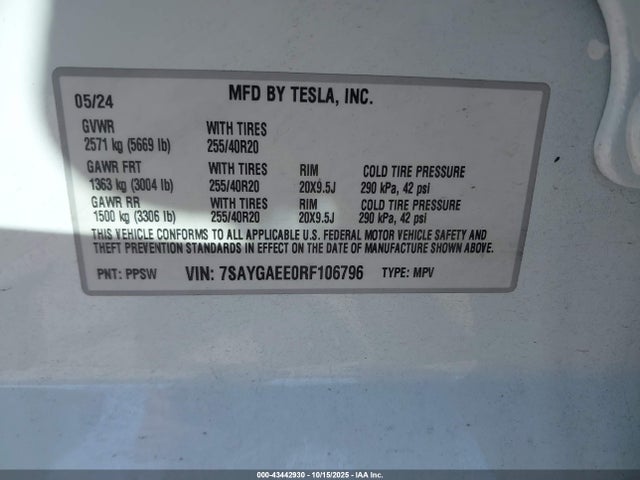 05/24 MFD BY TESLA, INC.
GVWR WITH TIRES
2571 kg (5669 lb) 255/40R20
GAWR FRT WITH TIRES RIM COLD TIRE PRESSURE
1363 kg (3004 lb) 255/40R20 20X9.5J 290 kPa, 42 psi
GAWR RR WITH TIRES RIM COLD TIRE PRESSURE
1500 kg (3306 lb) 255/40R20 20X9.5J 290 kPa, 42 psi
THIS VEHICLE CONFORMS TO ALL APPLICABLE U.S. FEDERAL MOTOR VEHICLE SAFETY AND
THEFT PREVENTION STANDARDS IN EFFECT ON THE DATE OF MANUFACTURE SHOWN ABOVE.
PNT: PPSW VIN: 7SAYGAEE0RF106796 TYPE: MPV
000-43442930 - 10/15/2025 - IAA Inc.